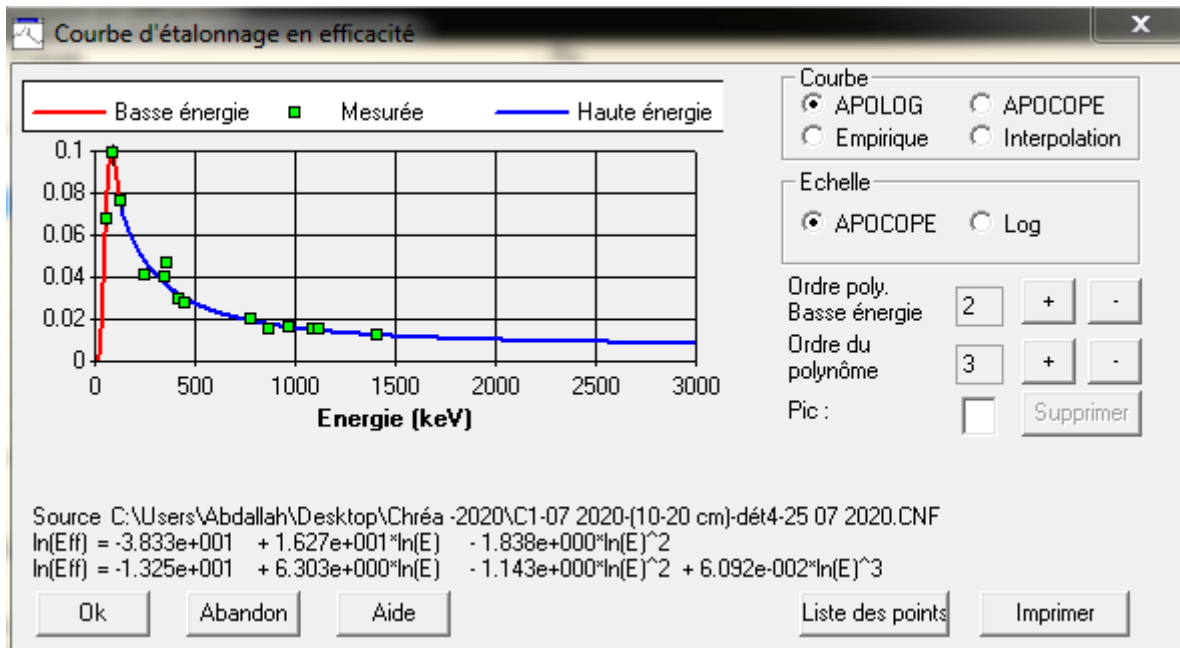 Courbe d'étalonnage en efficacité
X
Basse énergie Mesurée Haute énergie
0.1
0.08
0.06
0.04
0.02
0
0 500 1000 1500 2000 2500 3000
Energie (keV)
Courbe
APOLOG APOCOPE
Empirique Interpolation
Echelle
APOCOPE Log
Ordre poly.
Basse énergie 2 + -
Ordre du
polynôme 3 + -
Pic : Supprimer
Source C:\Users\Abdallah\Desktop\Chréa -2020\C1-07 2020-(10-20 cm)-dét4-25 07 2020.CNF
ln(Eff) = -3.833e+001 + 1.627e+001*ln(E) - 1.838e+000*ln(E)^2
ln(Eff) = -1.325e+001 + 6.303e+000*ln(E) - 1.143e+000*ln(E)^2 + 6.092e-002*ln(E)^3
Ok Abandon Aide Liste des points Imprimer